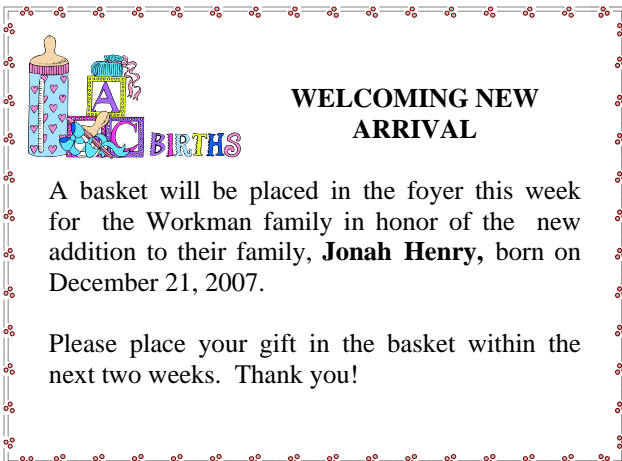 A
C
BIRTHS
WELCOMING NEW
ARRIVAL
A basket will be placed in the foyer this week
for the Workman family in honor of the new
addition to their family, Jonah Henry, born on
December 21, 2007.
Please place your gift in the basket within the
next two weeks. Thank you!